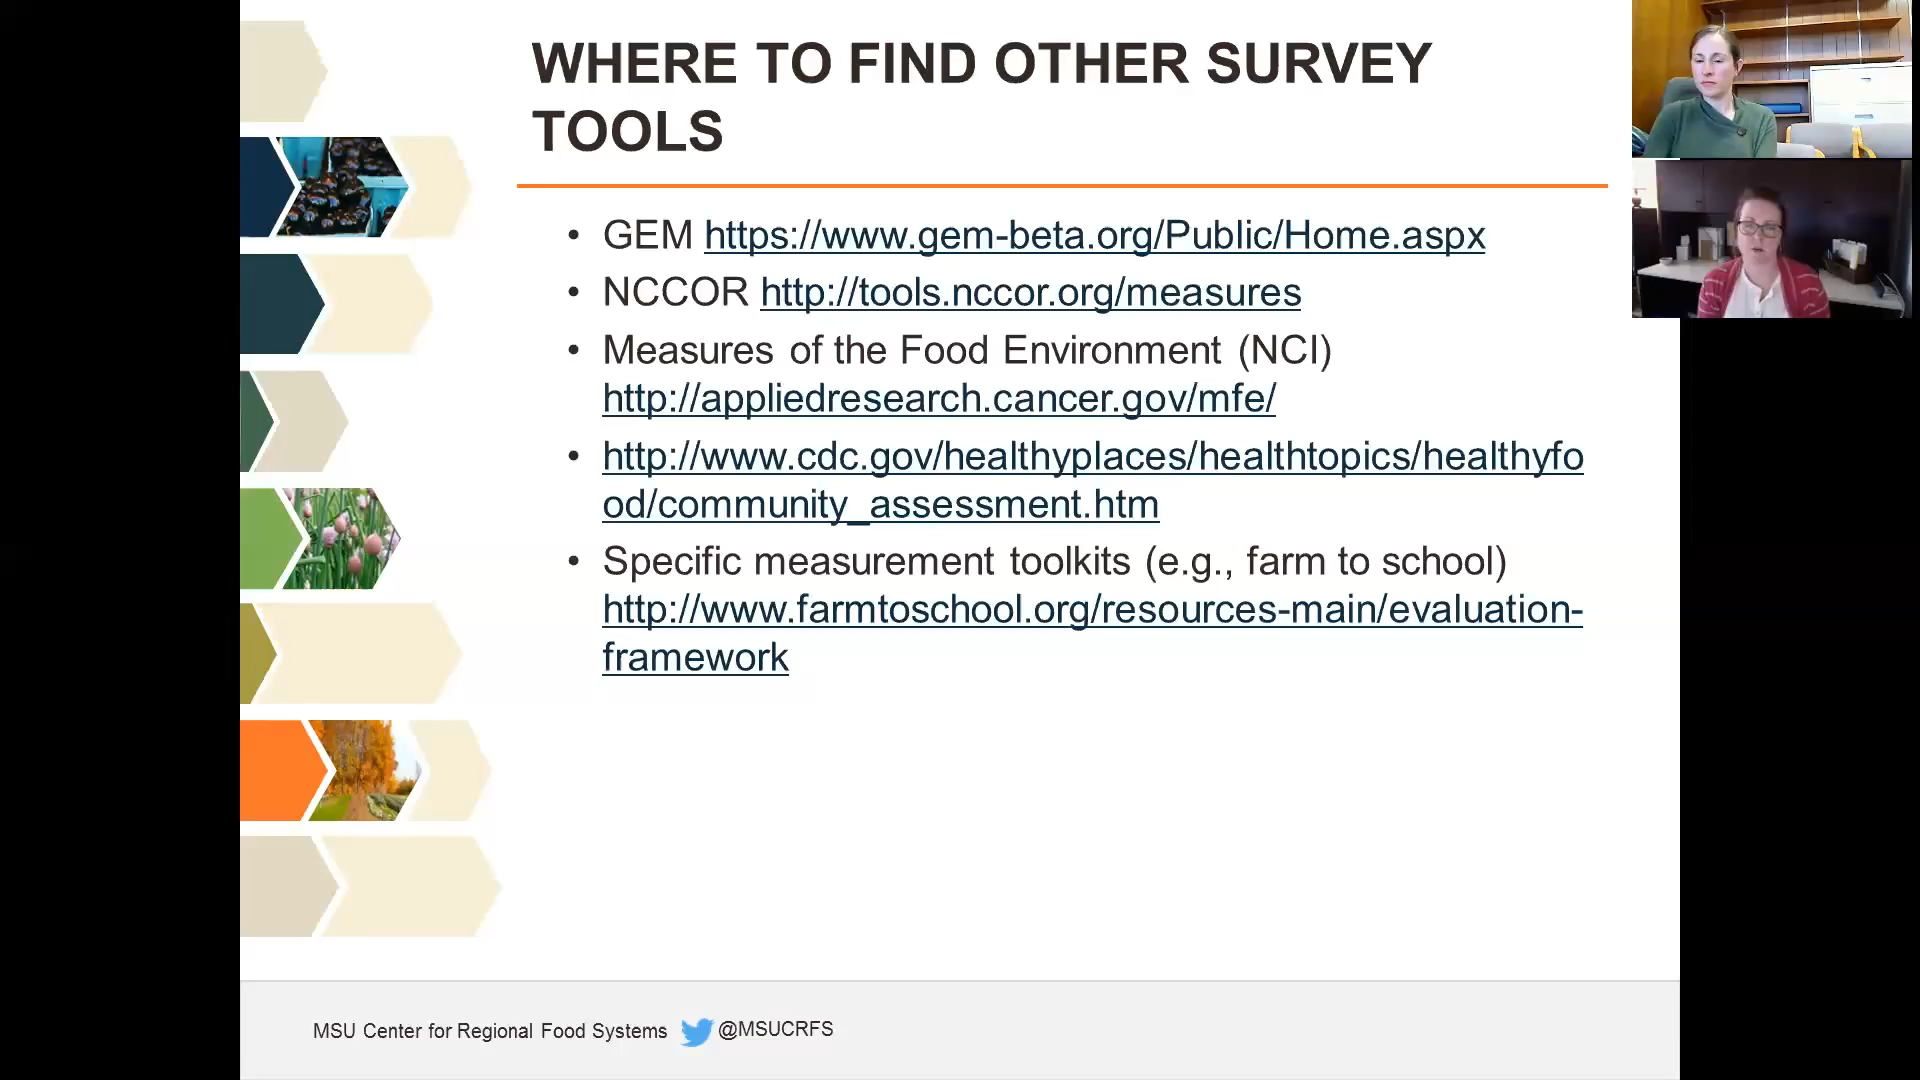 WHERE TO FIND OTHER SURVEY
TOOLS
• GEM https://www.gem-beta.org/Public/Home.aspx
• NCCOR http://tools.nccor.org/measures
• Measures of the Food Environment (NCI)
http://appliedresearch.cancer.gov/mfe/
• http://www.cdc.gov/healthyplaces/healthtopics/healthyfo
od/community_assessment.htm
• Specific measurement toolkits (e.g., farm to school)
http://www.farmtoschool.org/resources-main/evaluation-
framework
MSU Center for Regional Food Systems @MSUCRFS